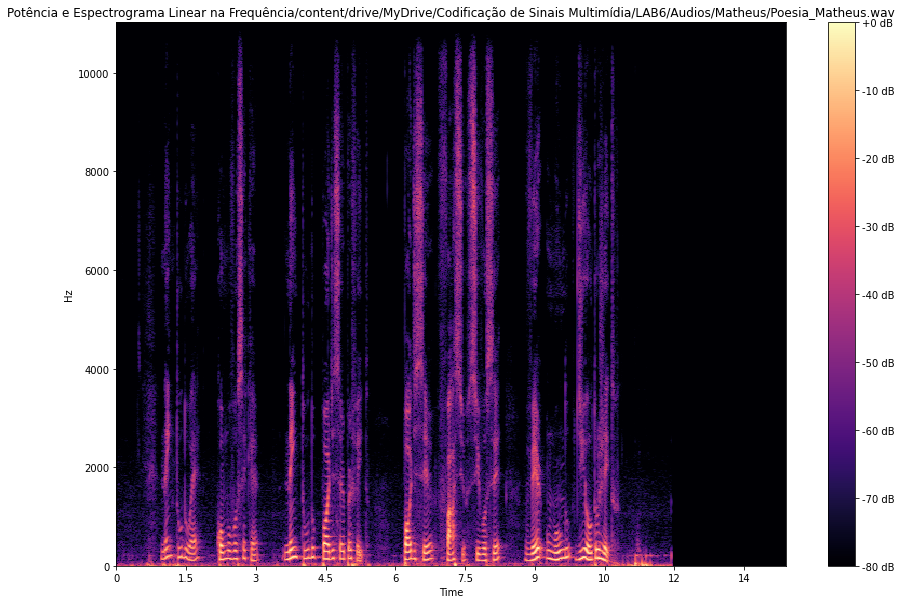 Potência e Espectrograma Linear na Frequência/content/drive/MyDrive/Codificação de Sinais Multimídia/LAB6/Audios/Matheus/Poesia_Matheus.wav
10000
8000
6000
4000
2000
0
Hz
0 1.5 3 4.5 6 7.5 9 10 12 14
Time
+0 dB
-10 dB
-20 dB
-30 dB
-40 dB
-50 dB
-60 dB
-70 dB
-80 dB